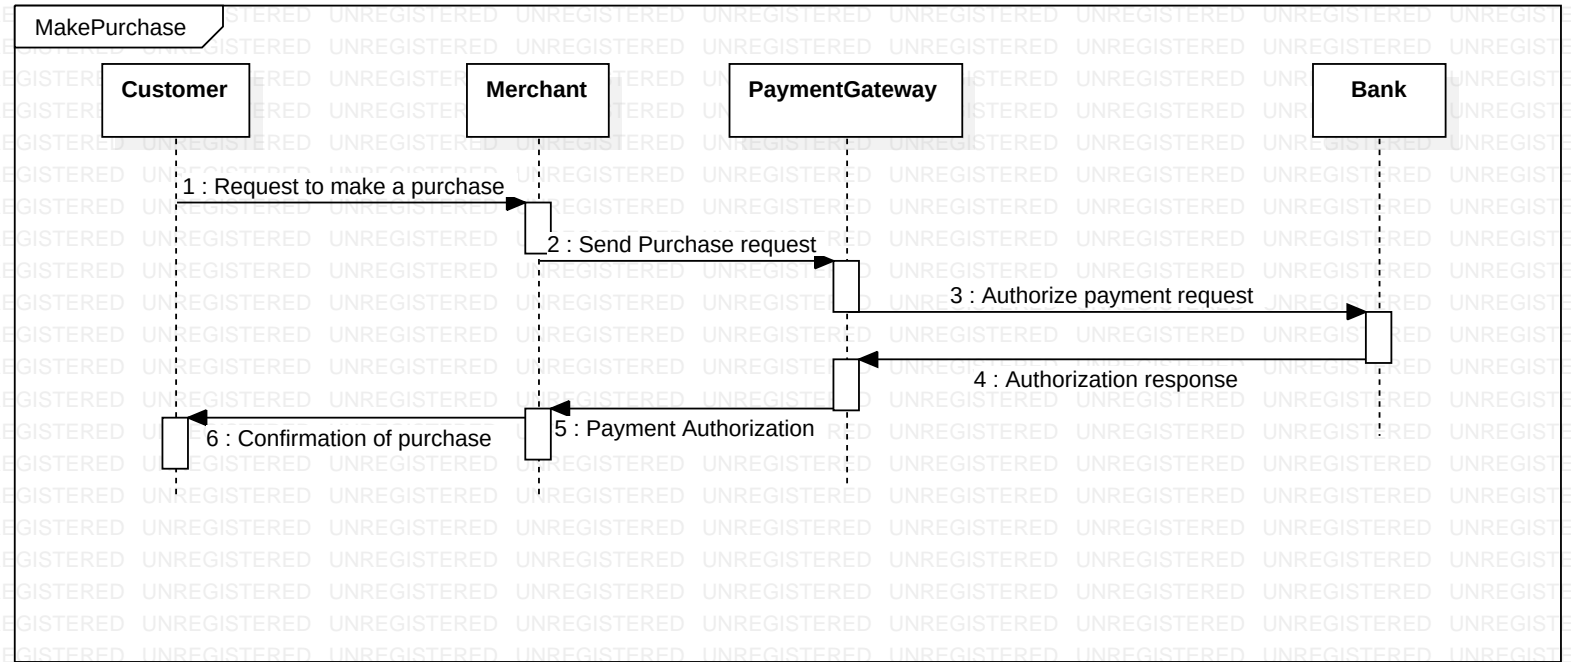 MakePurchase
Customer
Merchant
PaymentGateway
Bank
1 : Request to make a purchase
2 : Send Purchase request
3 : Authorize payment request
4 : Authorization response
5 : Payment Authorization
6 : Confirmation of purchase
UNREGISTERED